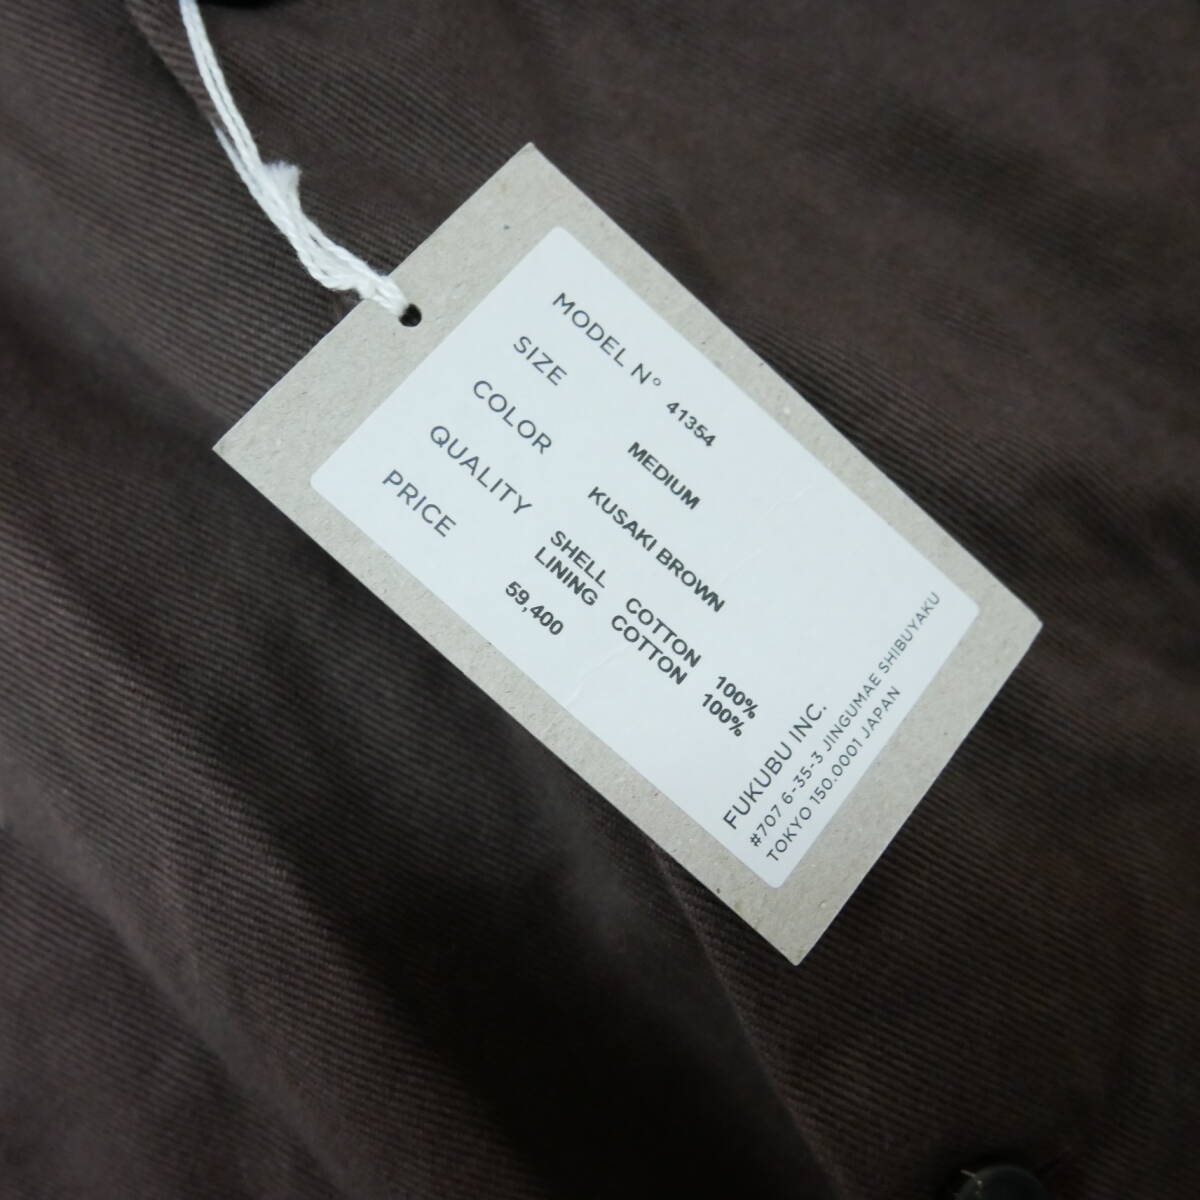 MODEL N° 41354
SIZE MEDIUM
COLOR KUSAKI BROWN
QUALITY SHELL COTTON 100%
LINING COTTON 100%
PRICE 59,400
FUKUBU INC.
#707 6-35-3 JINGUMAE SHIBUYAKU
TOKYO 150.0001 JAPAN